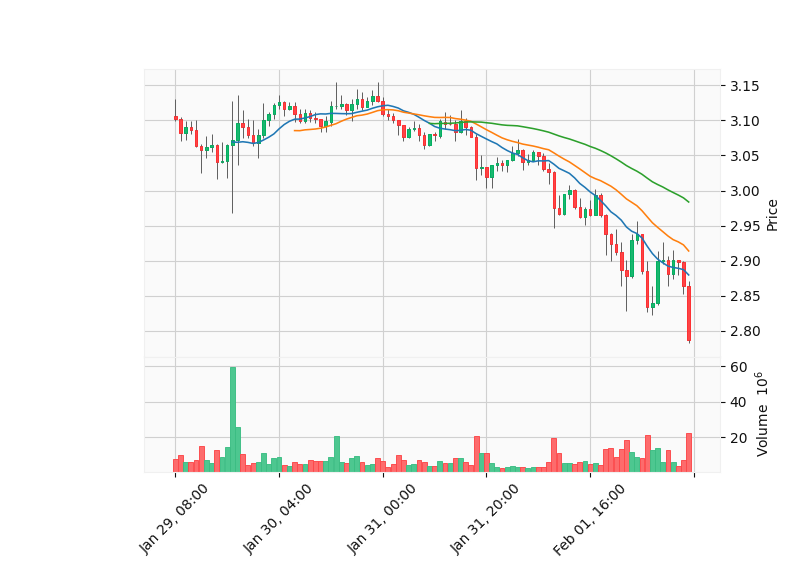 3.15
3.10
3.05
3.00
2.95
2.90
2.85
2.80
Price
60
40
20
Volume 10^6
Jan 29, 08:00
Jan 30, 04:00
Jan 31, 00:00
Jan 31, 20:00
Feb 01, 16:00